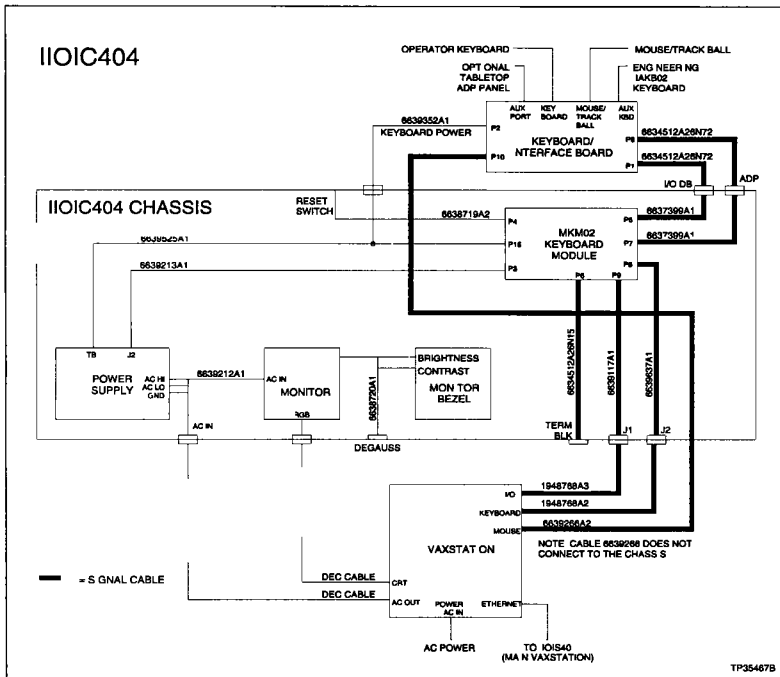 IIOIC404
OPERATOR KEYBOARD
MOUSE/TRACK BALL
OPT ONAL
TABLETOP
ADP PANEL
ENG NEER NG
IAKB02
KEYBOARD
AUX
PORT
KEY
BOARD
MOUSE/
TRACK
BALL
AUX
KBD
6639352A1
KEYBOARD POWER
P2
P10
KEYBOARD/
NTERFACE BOARD
P8
P1
6634512A26N72
6634512A26N72
I/O DB
ADP
IIOIC404 CHASSIS
RESET
SWITCH
6638719A2
P4
P5
6637399A1
6639525A1
P16
MKM02
KEYBOARD
MODULE
P7
6637399A1
6639213A1
P3
P6
P9
P8
TB
J2
POWER
SUPPLY
AC HI
AC LO
GND
6639212A1
AC IN
MONITOR
RGB
6638720A1
BRIGHTNESS
CONTRAST
MON TOR
BEZEL
6634512A26N15
6639117A1
6639637A1
AC IN
DEGAUSS
TERM
BLK
J1
J2
I/O
1948768A3
KEYBOARD
1948768A2
MOUSE
6639266A2
VAXSTAT ON
NOTE CABLE 6639268 DOES NOT
CONNECT TO THE CHASS S
= S GNAL CABLE
DEC CABLE
CRT
DEC CABLE
AC OUT
POWER
AC IN
ETHERNET
AC POWER
TO IOIS40
(MA N VAXSTATION)
TP35467B